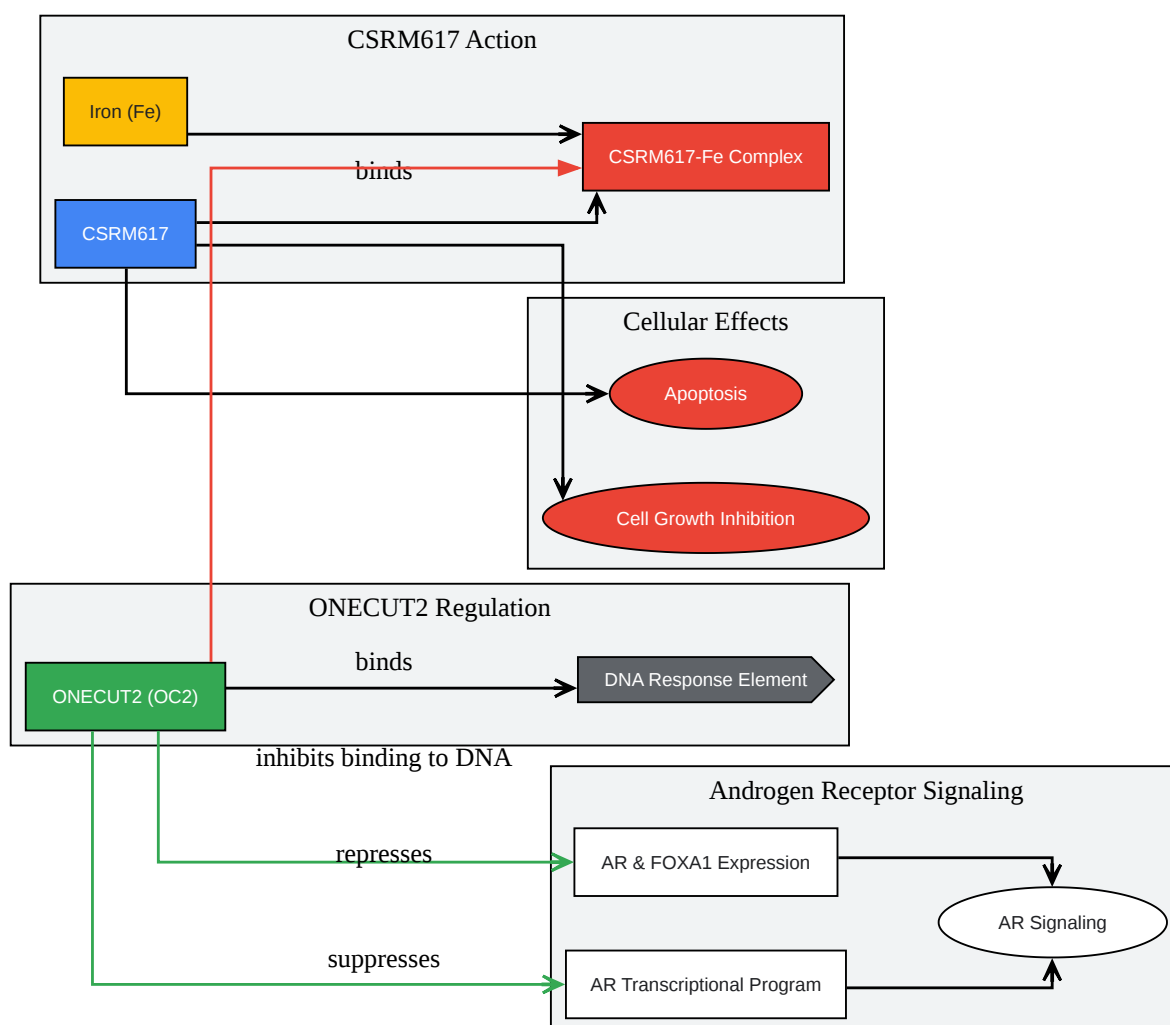 CSRM617 Action
Iron (Fe)
CSRM617-Fe Complex
binds
CSRM617
Cellular Effects
Apoptosis
Cell Growth Inhibition
ONECUT2 Regulation
binds
DNA Response Element
ONECUT2 (OC2)
inhibits binding to DNA
Androgen Receptor Signaling
represses
AR & FOXA1 Expression
AR Signaling
suppresses
AR Transcriptional Program